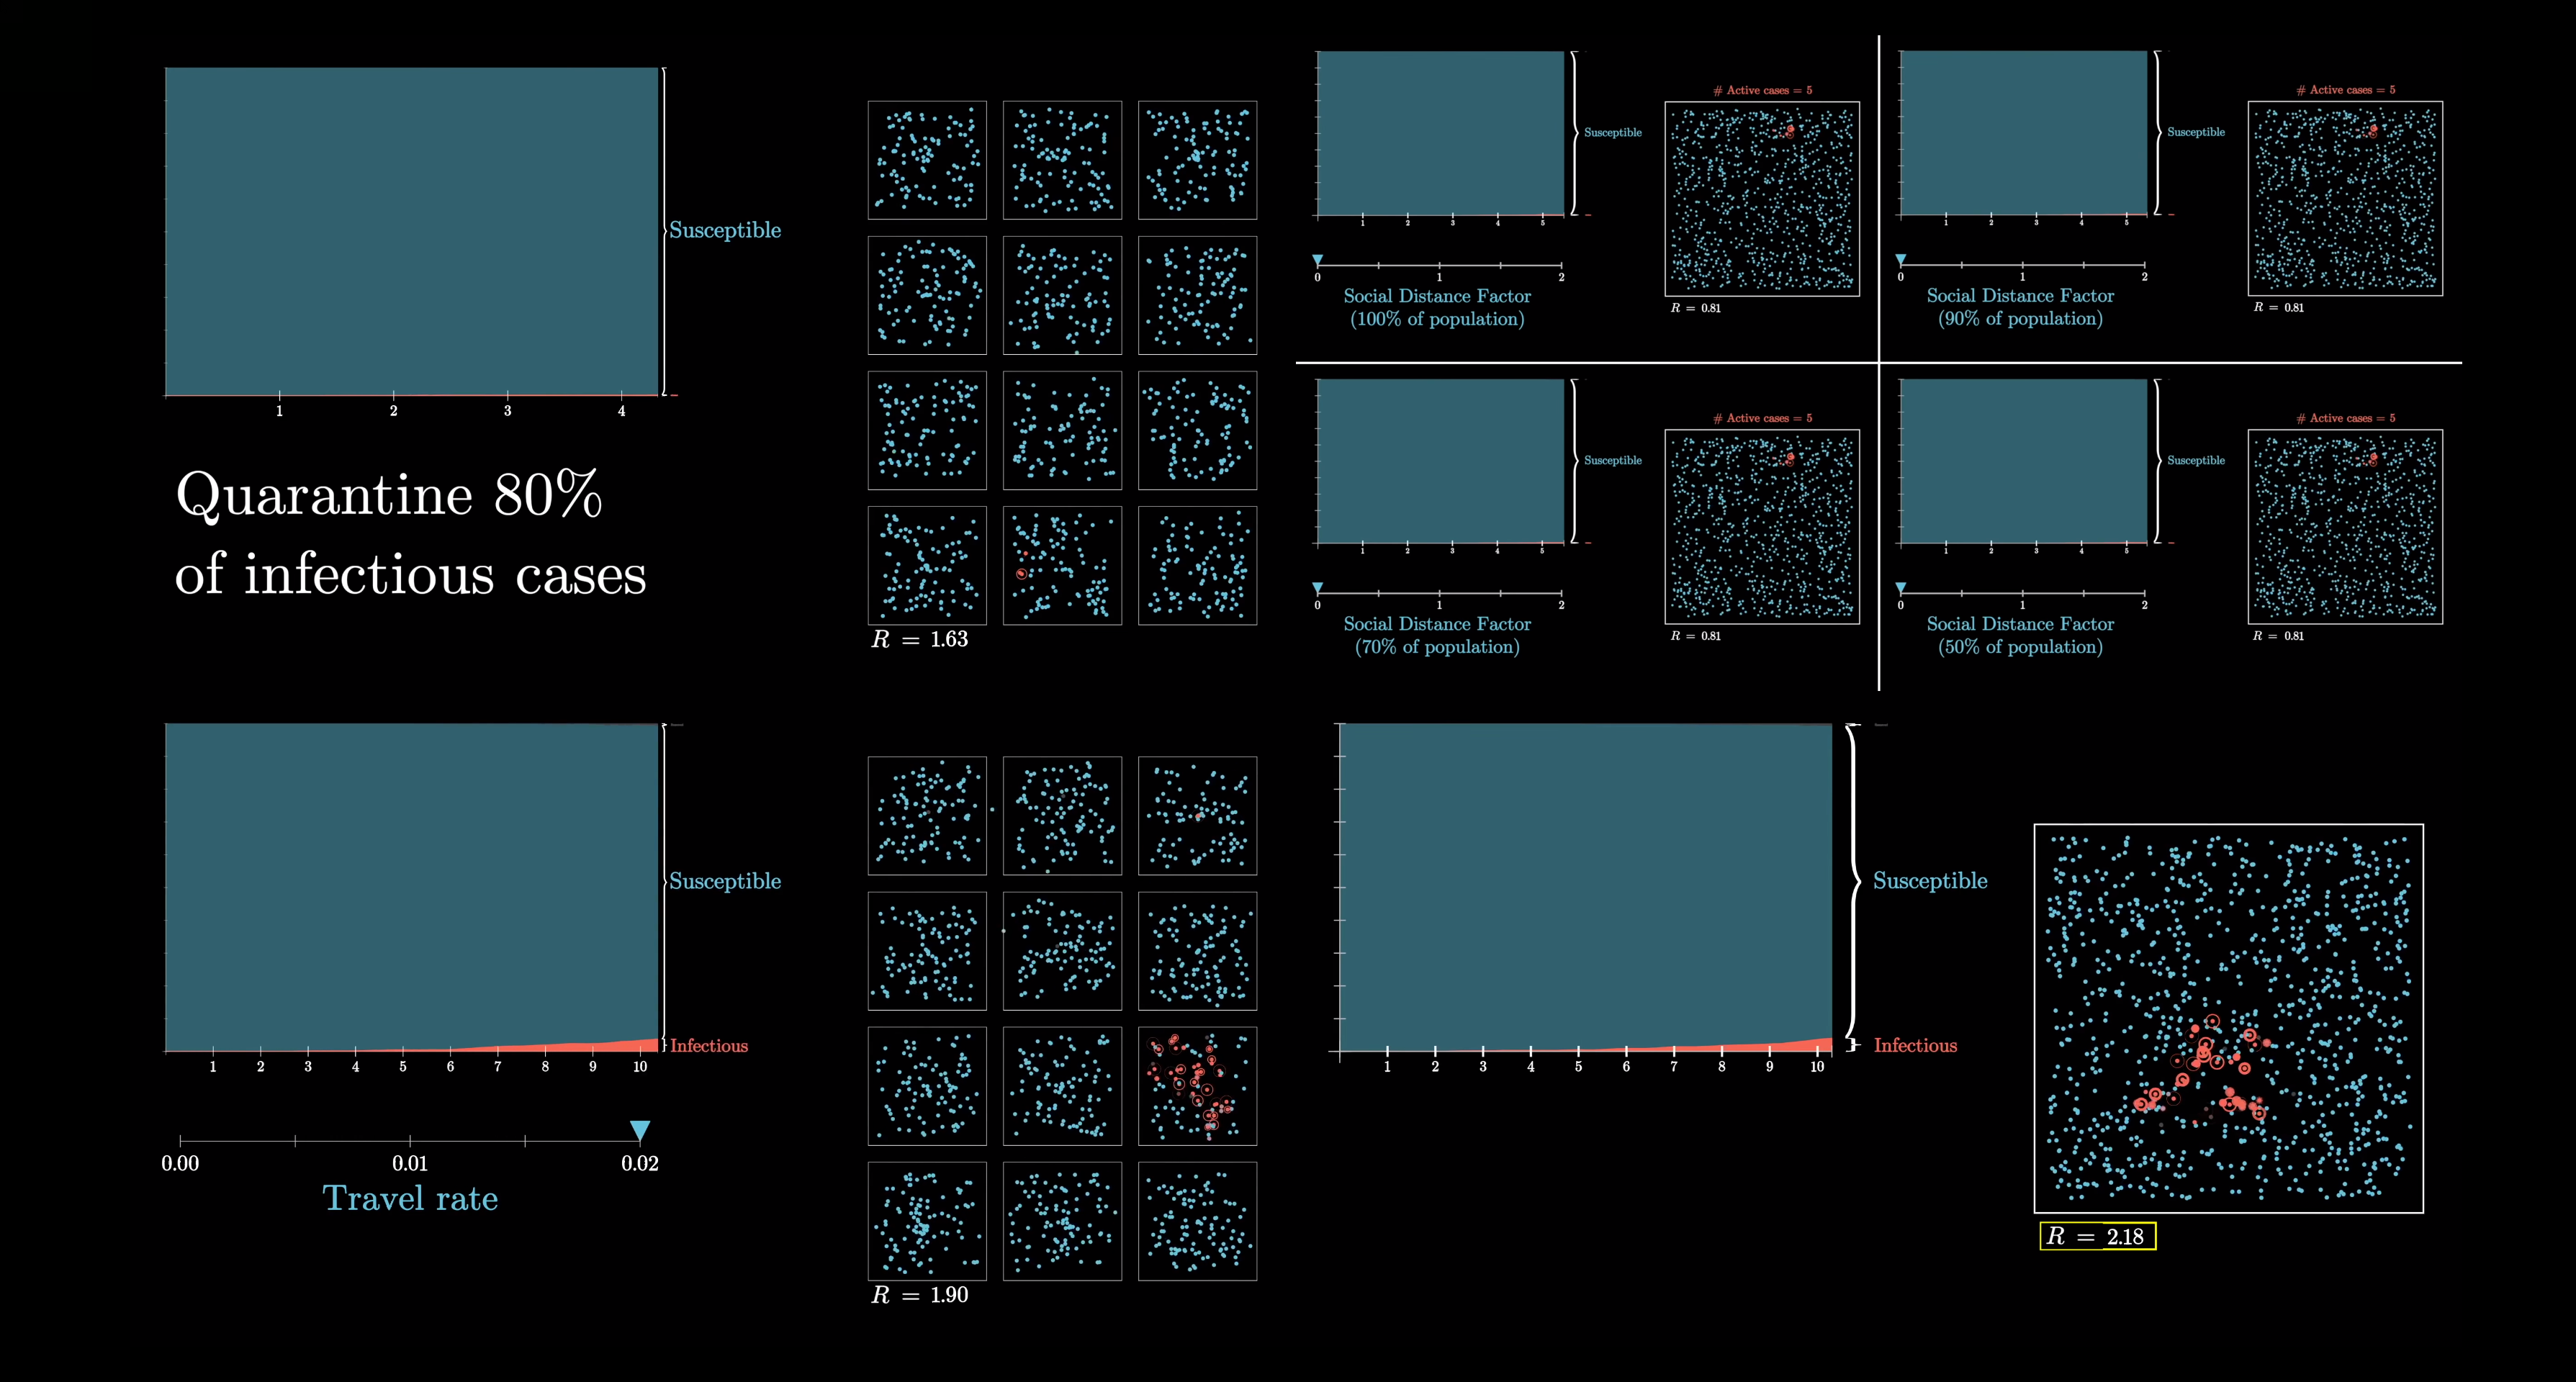 Susceptible
1 2 3 4
Quarantine 80%
of infectious cases
R = 1.63
# Active cases = 5
Susceptible
1 2 3 4 5
0 1 2
Social Distance Factor
(100% of population)
R = 0.81
# Active cases = 5
Susceptible
1 2 3 4 5
0 1 2
Social Distance Factor
(90% of population)
R = 0.81
# Active cases = 5
Susceptible
1 2 3 4 5
0 1 2
Social Distance Factor
(70% of population)
R = 0.81
# Active cases = 5
Susceptible
1 2 3 4 5
0 1 2
Social Distance Factor
(50% of population)
R = 0.81
Susceptible
Infectious
1 2 3 4 5 6 7 8 9 10
0.00 0.01 0.02
Travel rate
R = 1.90
Susceptible
Infectious
1 2 3 4 5 6 7 8 9 10
R = 2.18